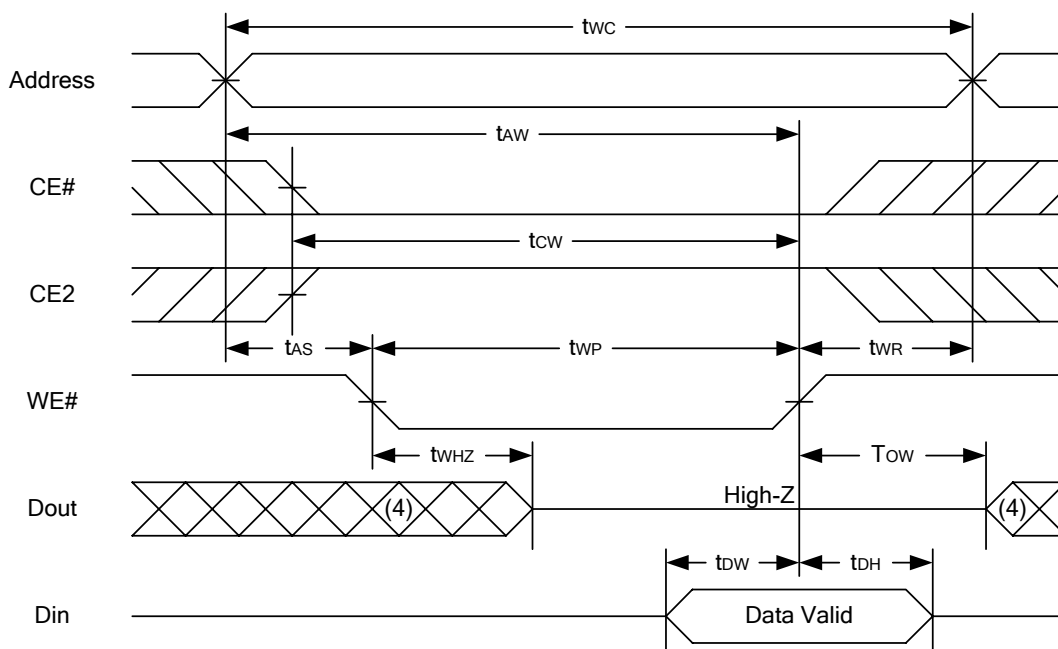 tWC
Address
tAW
CE#
tCW
CE2
tAS tWP tWR
WE#
tWHZ TOW
Dout (4) High-Z (4)
tDW tDH
Din Data Valid